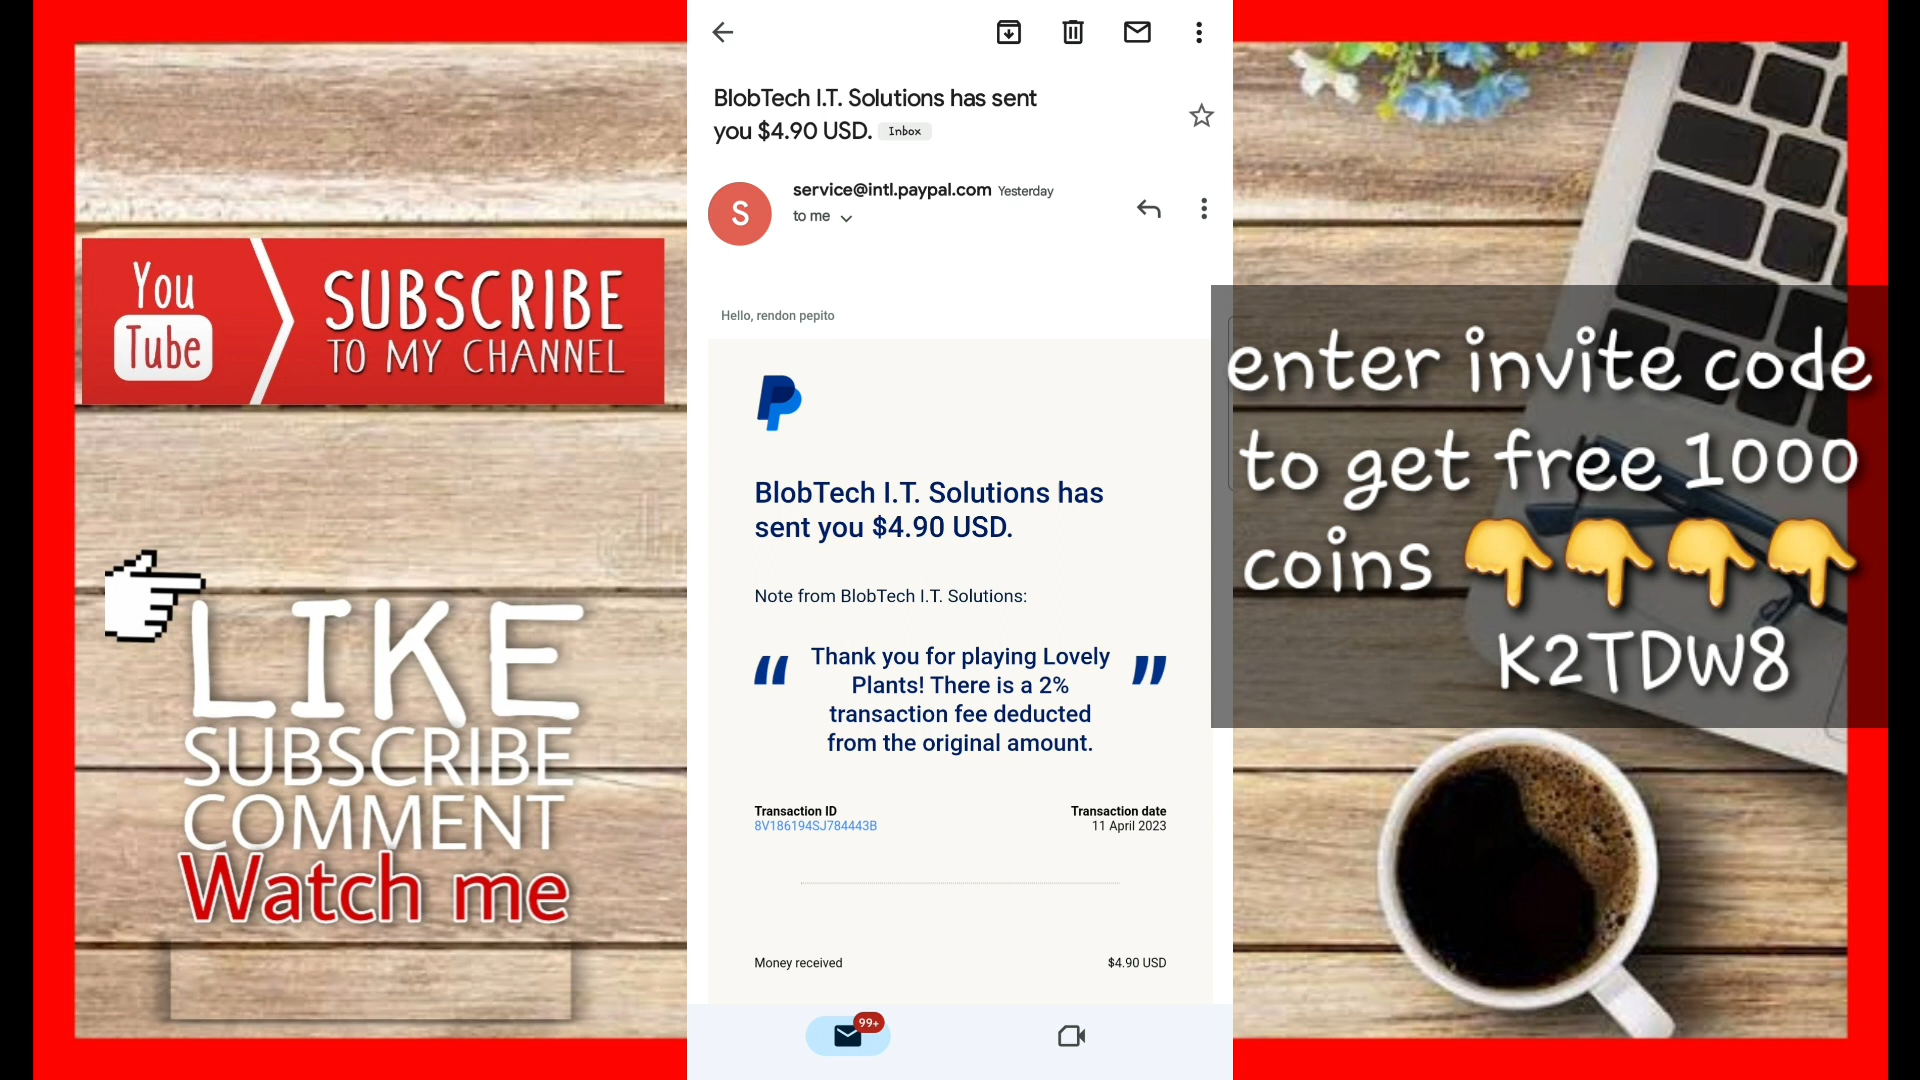 You
Tube
SUBSCRIBE
TO MY CHANNEL
LIKE
SUBSCRIBE
COMMENT
Watch me
BlobTech I.T. Solutions has sent
you $4.90 USD. Inbox
S
service@intl.paypal.com Yesterday
to me
Hello, rendon pepito
BlobTech I.T. Solutions has
sent you $4.90 USD.
Note from BlobTech I.T. Solutions:
“ Thank you for playing Lovely ”
Plants! There is a 2%
transaction fee deducted
from the original amount.
Transaction ID Transaction date
8V186194SJ784443B 11 April 2023
Money received $4.90 USD
99+
enter invite code
to get free 1000
coins 👇👇👇👇
K2TDW8